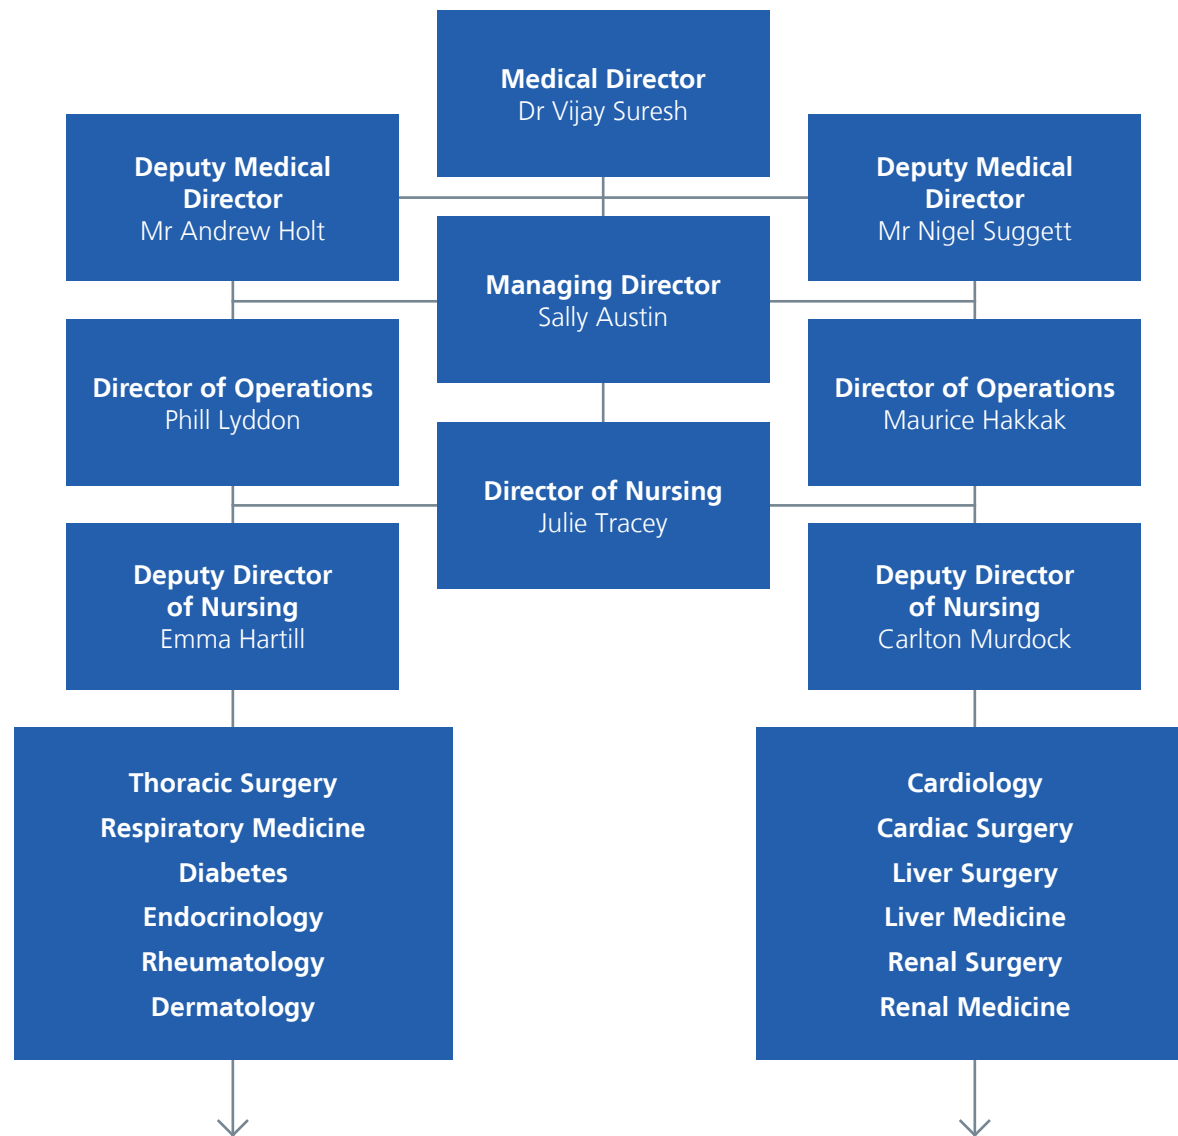 Medical Director
Dr Vijay Suresh
Deputy Medical
Director
Mr Andrew Holt
Deputy Medical
Director
Mr Nigel Suggett
Managing Director
Sally Austin
Director of Operations
Phill Lyddon
Director of Operations
Maurice Hakkak
Director of Nursing
Julie Tracey
Deputy Director
of Nursing
Emma Hartill
Deputy Director
of Nursing
Carlton Murdock
Thoracic Surgery
Respiratory Medicine
Diabetes
Endocrinology
Rheumatology
Dermatology
Cardiology
Cardiac Surgery
Liver Surgery
Liver Medicine
Renal Surgery
Renal Medicine